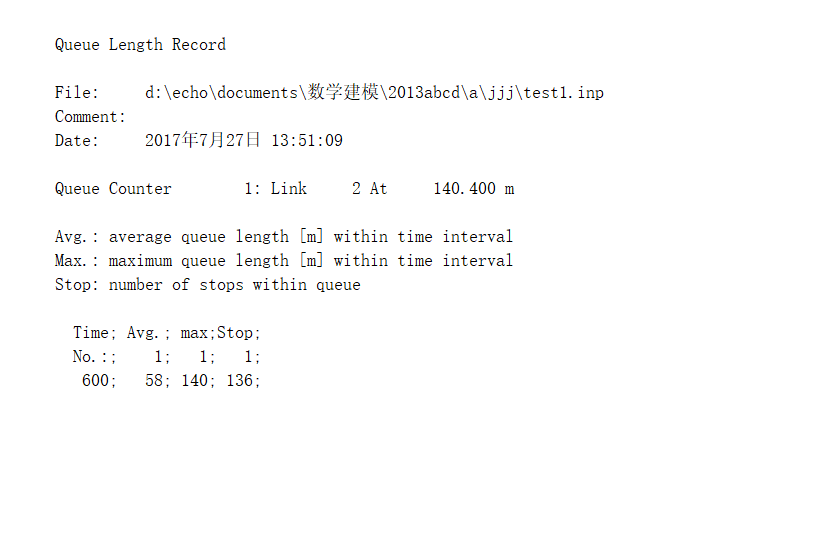 Queue Length Record
File: d:\echo\documents\数学建模\2013abcd\a\jjj\test1.inp
Comment:
Date: 2017年7月27日 13:51:09
Queue Counter 1: Link 2 At 140.400 m
Avg.: average queue length [m] within time interval
Max.: maximum queue length [m] within time interval
Stop: number of stops within queue
Time; Avg.; max;Stop;
No.:; 1; 1; 1;
600; 58; 140; 136;